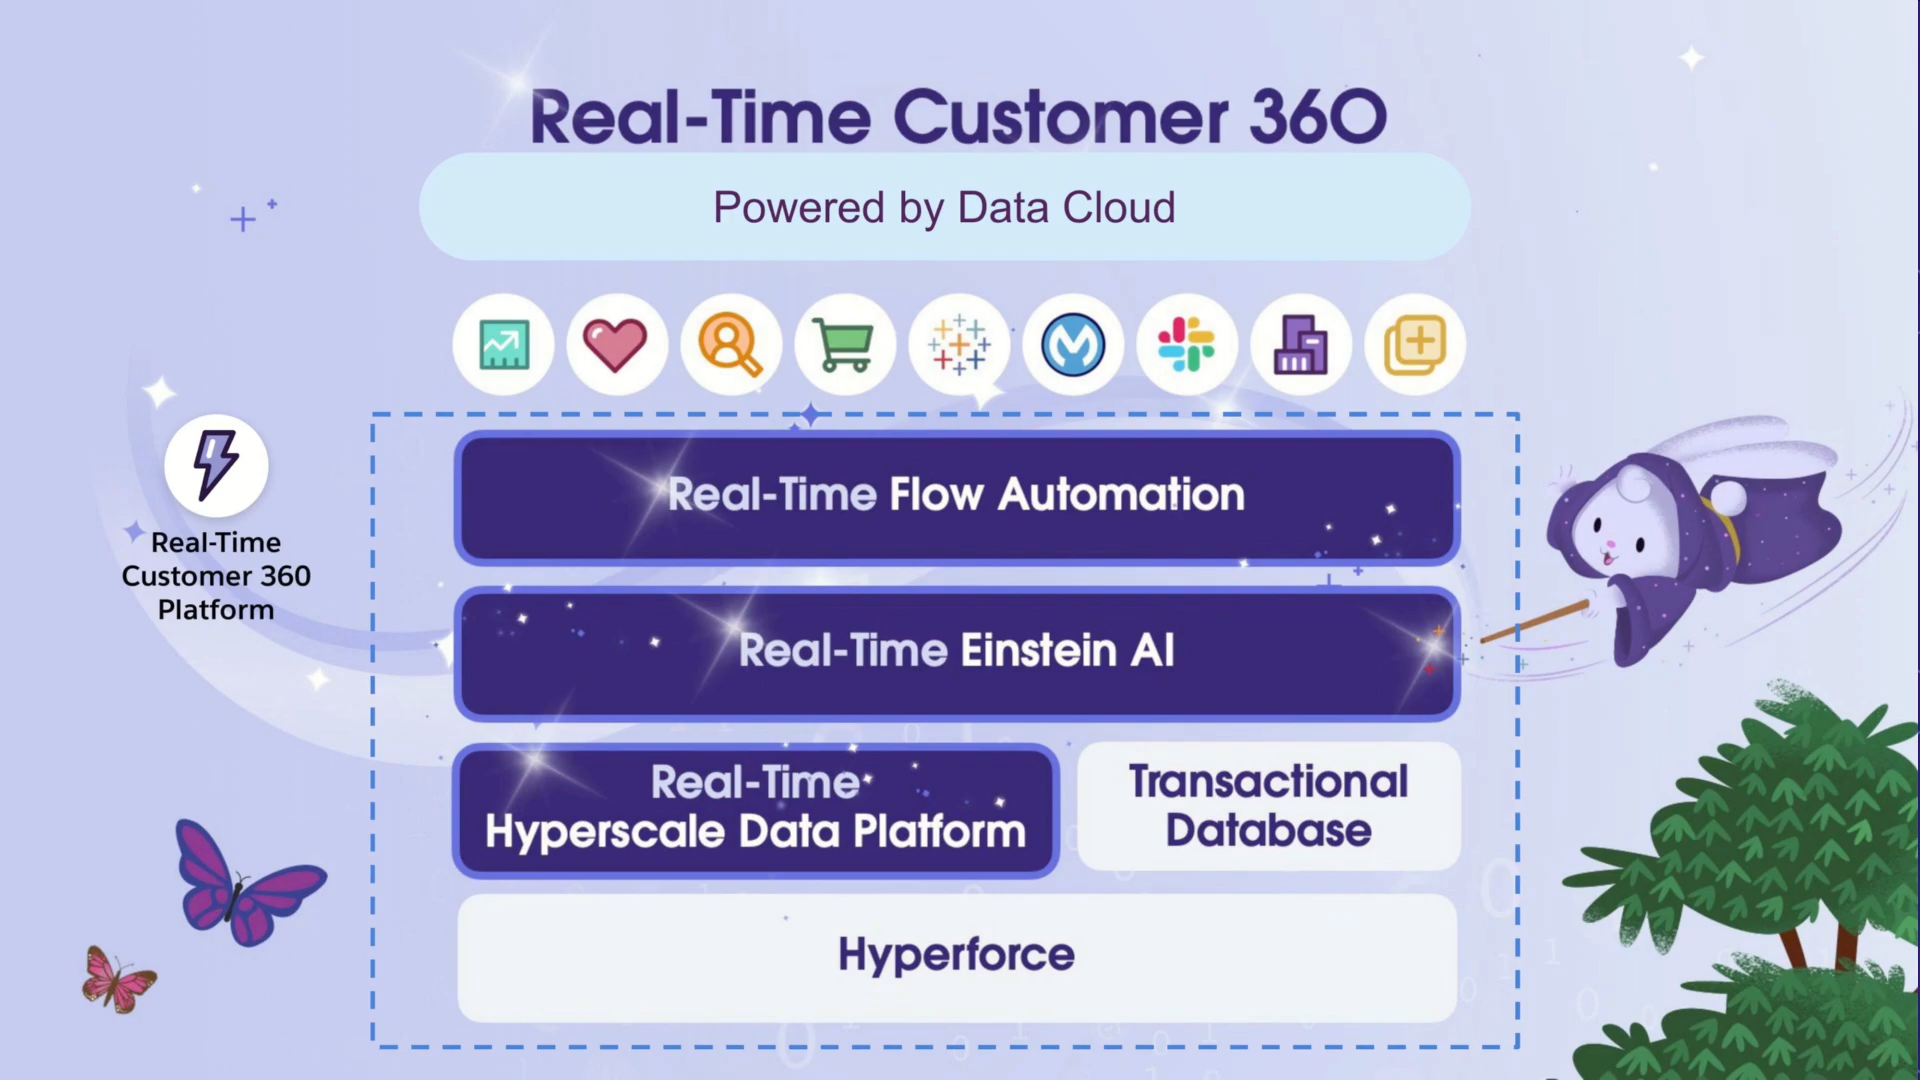 Real-Time Customer 360
Powered by Data Cloud
Real-Time
Customer 360
Platform
Real-Time Flow Automation
Real-Time Einstein AI
Real-Time
Hyperscale Data Platform
Transactional
Database
Hyperforce